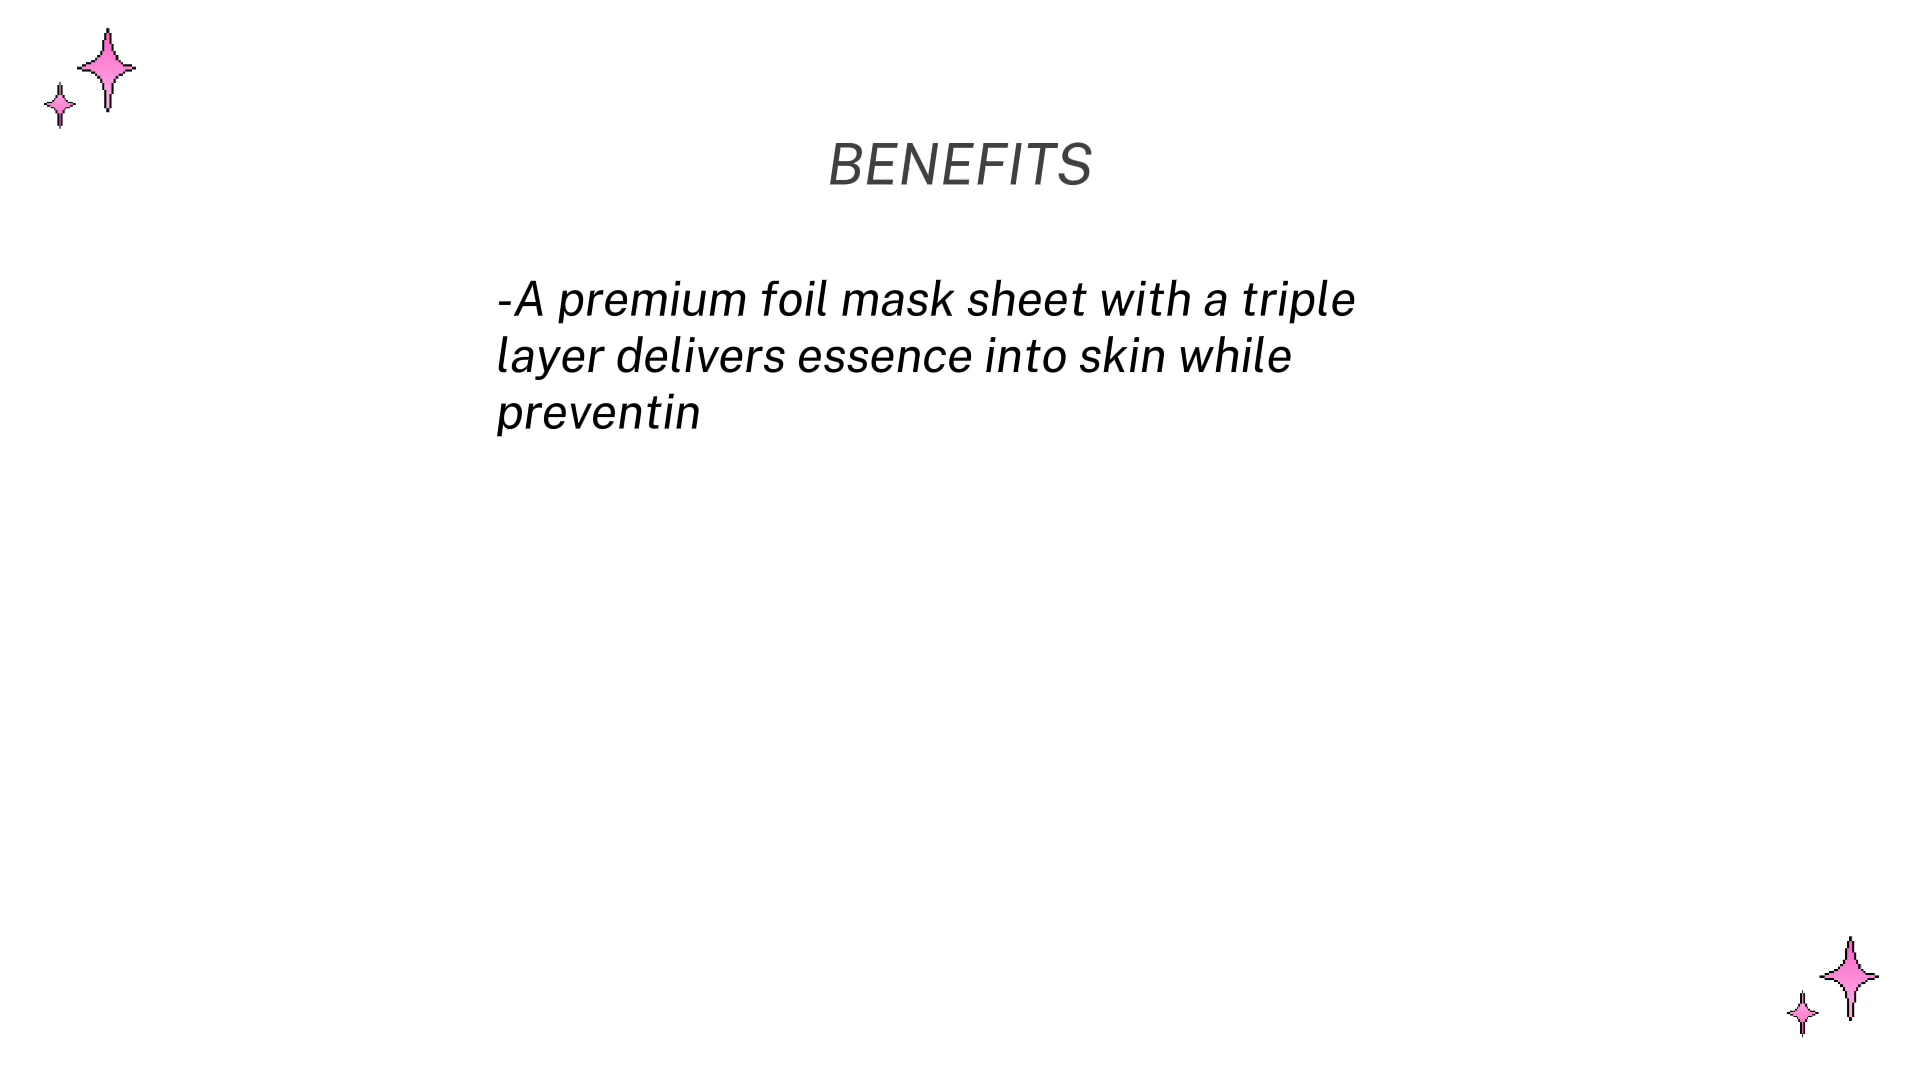 BENEFITS
-A premium foil mask sheet with a triple
layer delivers essence into skin while
preventin